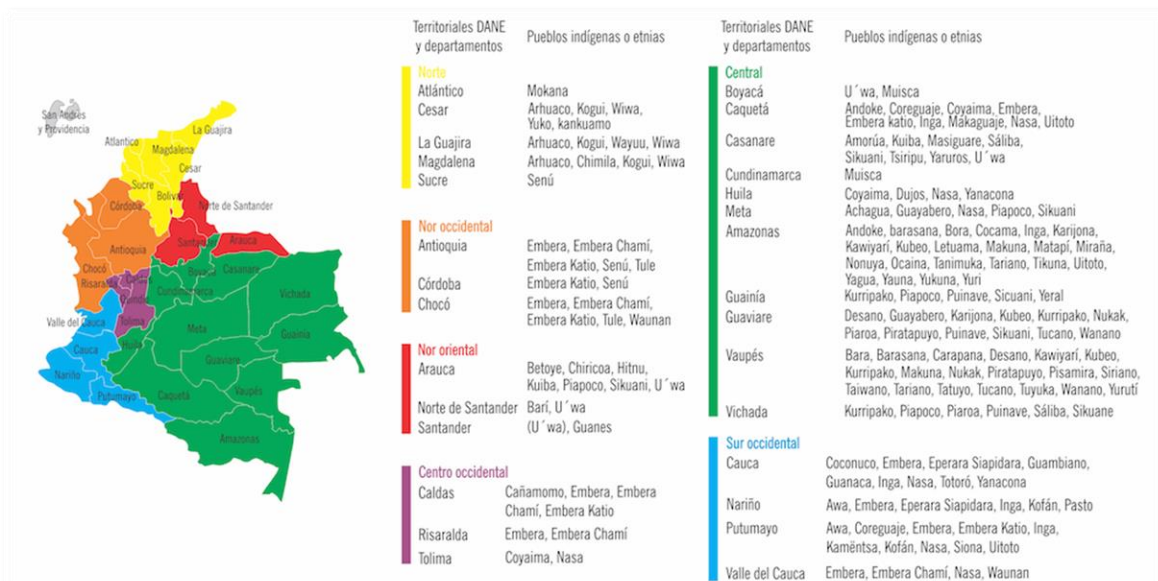 San Andrés
y Providencia
La Guajira
Atlantico
Magdalena
Cesar
Sucre
Bolivar
Norte de Santander
Córdoba
Santander
Arauca
Antioquia
Chocó
Boyacá
Casanare
Risaralda
Caldas
Cundinamarca
Vichada
Quindio
Valle del Cauca
Tolima
Meta
Guainía
Huila
Cauca
Guaviare
Nariño
Vaupés
Putumayo
Caquetá
Amazonas
Territoriales DANE
y departamentos
Pueblos indígenas o etnias
Norte
Atlántico
Mokana
Cesar
Arhuaco, Kogui, Wiwa,
Yuko, kankuamo
La Guajira
Arhuaco, Kogui, Wayuu, Wiwa
Magdalena
Arhuaco, Chimila, Kogui, Wiwa
Sucre
Senú
Nor occidental
Antioquia
Embera, Embera Chamí,
Embera Katio, Senú, Tule
Córdoba
Embera Katio, Senú
Chocó
Embera, Embera Chamí,
Embera Katio, Tule, Waunan
Nor oriental
Arauca
Betoye, Chiricoa, Hitnu,
Kuiba, Piapoco, Sikuani, U´wa
Norte de Santander
Barí, U´wa
Santander
(U´wa), Guanes
Centro occidental
Caldas
Cañamomo, Embera, Embera
Chamí, Embera Katio
Risaralda
Embera, Embera Chamí
Tolima
Coyaima, Nasa
Territoriales DANE
y departamentos
Pueblos indígenas o etnias
Central
Boyacá
U´wa, Muisca
Caquetá
Andoke, Coreguaje, Coyaima, Embera,
Embera katio, Inga, Makaguaje, Nasa, Uitoto
Casanare
Amorúa, Kuiba, Masiguare, Sáliba,
Sikuani, Tsiripu, Yaruros, U´wa
Cundinamarca
Muisca
Huila
Coyaima, Dujos, Nasa, Yanacona
Meta
Achagua, Guayabero, Nasa, Piapoco, Sikuani
Amazonas
Andoke, barasana, Bora, Cocama, Inga, Karijona,
Kawiyarí, Kubeo, Letuama, Makuna, Matapí, Miraña,
Nonuya, Ocaina, Tanimuka, Tariano, Tikuna, Uitoto,
Yagua, Yauna, Yukuna, Yuri
Guainía
Kurripako, Piapoco, Puinave, Sicuani, Yeral
Guaviare
Desano, Guayabero, Karijona, Kubeo, Kurripako, Nukak,
Piaroa, Piratapuyo, Puinave, Sikuani, Tucano, Wanano
Vaupés
Bara, Barasana, Carapana, Desano, Kawiyarí, Kubeo,
Kurripako, Makuna, Nukak, Piratapuyo, Pisamira, Siriano,
Taiwano, Tariano, Tatuyo, Tucano, Tuyuka, Wanano, Yurutí
Vichada
Kurripako, Piapoco, Piaroa, Puinave, Sáliba, Sikuane
Sur occidental
Cauca
Coconuco, Embera, Eperara Siapidara, Guambiano,
Guanaca, Inga, Nasa, Totoró, Yanacona
Nariño
Awa, Embera, Eperara Siapidara, Inga, Kofán, Pasto
Putumayo
Awa, Coreguaje, Embera, Embera Katio, Inga,
Kamëntsa, Kofán, Nasa, Siona, Uitoto
Valle del Cauca
Embera, Embera Chamí, Nasa, Waunan